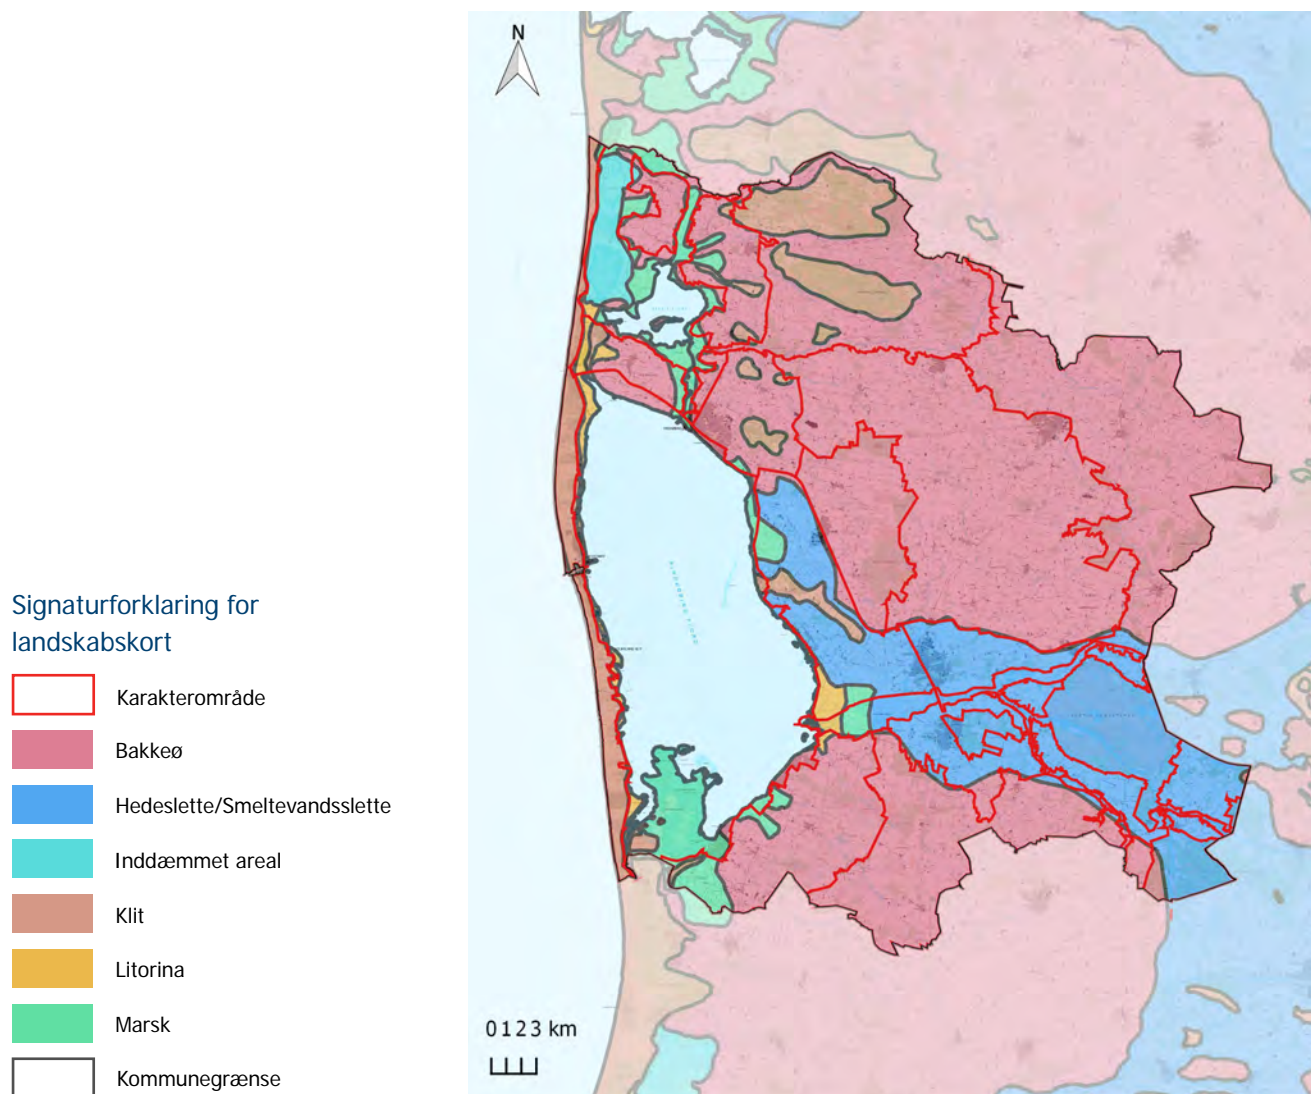 N
Signaturforklaring for
landskabskort
Karakterområde
Bakkeø
Hedeslette/Smeltevandsslette
Inddæmmet areal
Klit
Litorina
Marsk
Kommunegrænse
0 1 2 3 km